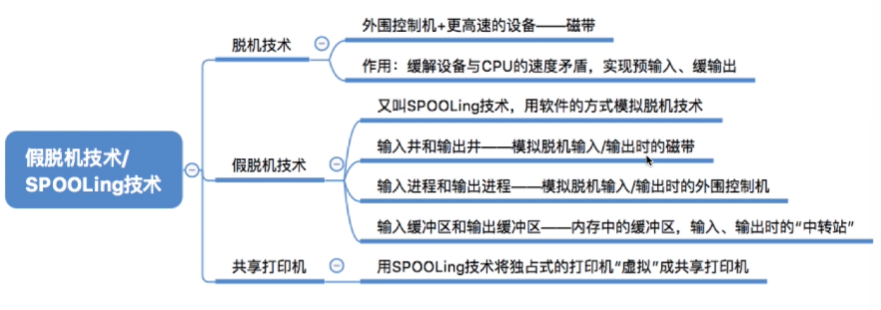 假脱机技术/
SPOOLing技术
脱机技术
外围控制机+更高速的设备——磁带
作用：缓解设备与CPU的速度矛盾，实现预输入、缓输出
假脱机技术
又叫SPOOLing技术，用软件的方式模拟脱机技术
输入井和输出井——模拟脱机输入/输出时的磁带
输入进程和输出进程——模拟脱机输入/输出时的外围控制机
输入缓冲区和输出缓冲区——内存中的缓冲区，输入、输出时的“中转站”
共享打印机
用SPOOLing技术将独占式的打印机“虚拟”成共享打印机